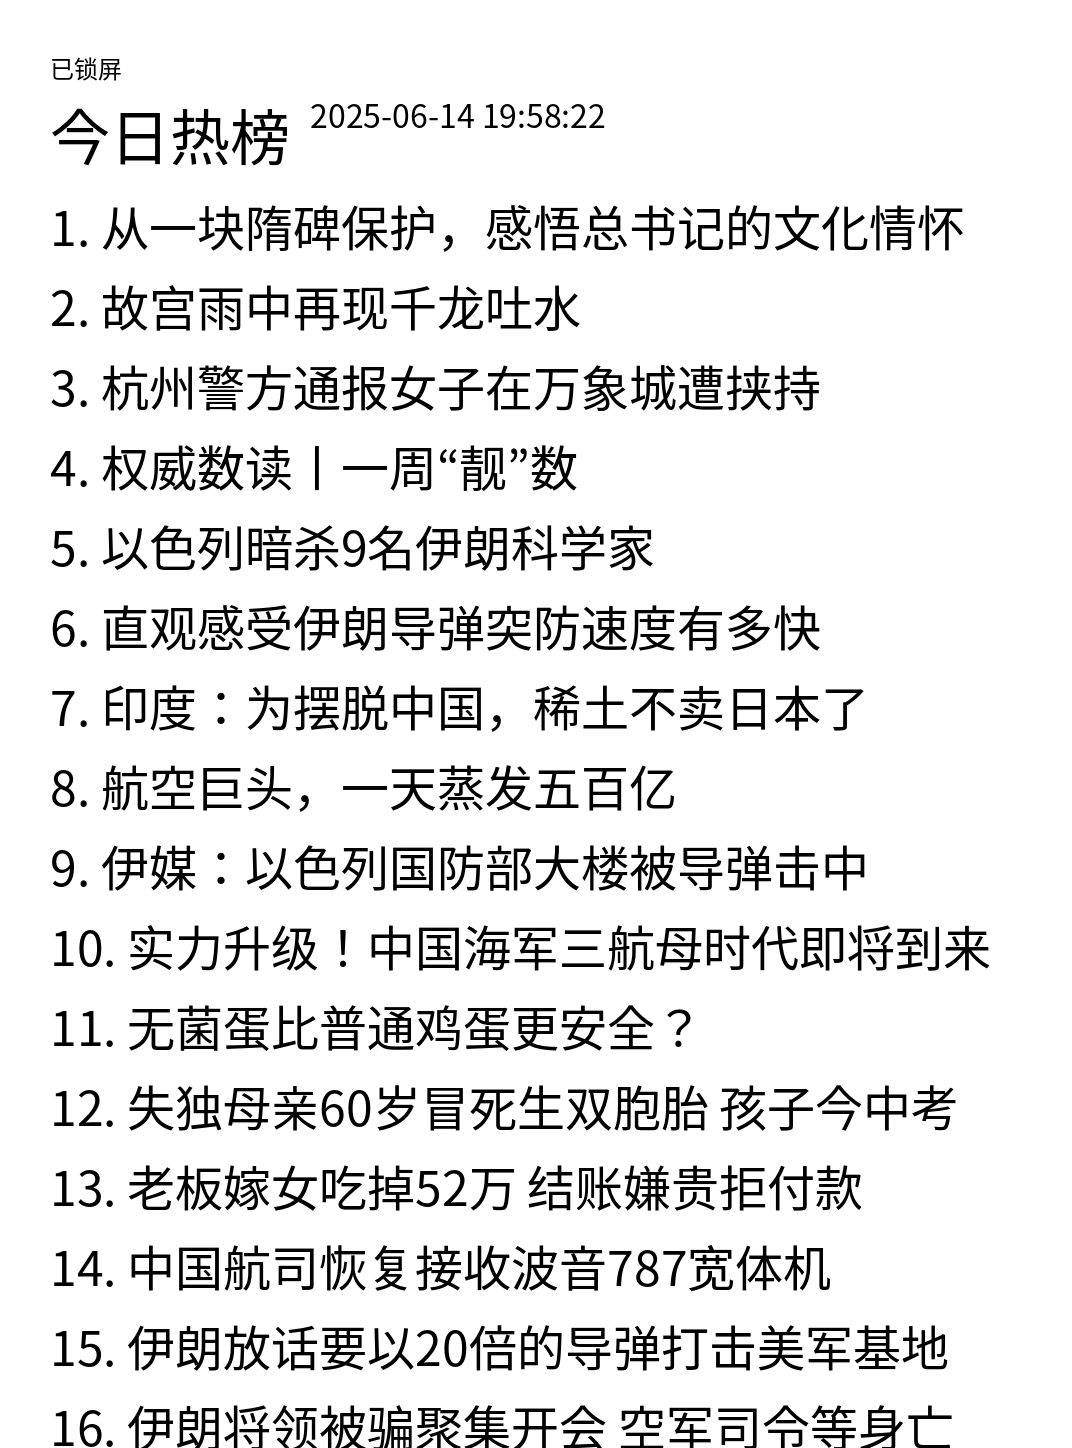 已锁屏
今日热榜 2025-06-14 19:58:22
1. 从一块隋碑保护，感悟总书记的文化情怀
2. 故宫雨中再现千龙吐水
3. 杭州警方通报女子在万象城遭挟持
4. 权威数读丨一周“靓”数
5. 以色列暗杀9名伊朗科学家
6. 直观感受伊朗导弹突防速度有多快
7. 印度：为摆脱中国，稀土不卖日本了
8. 航空巨头，一天蒸发五百亿
9. 伊媒：以色列国防部大楼被导弹击中
10. 实力升级！中国海军三航母时代即将到来
11. 无菌蛋比普通鸡蛋更安全？
12. 失独母亲60岁冒死生双胞胎 孩子今中考
13. 老板嫁女吃掉52万 结账嫌贵拒付款
14. 中国航司恢复接收波音787宽体机
15. 伊朗放话要以20倍的导弹打击美军基地
16. 伊朗将领被骗聚集开会 空军司令等身亡